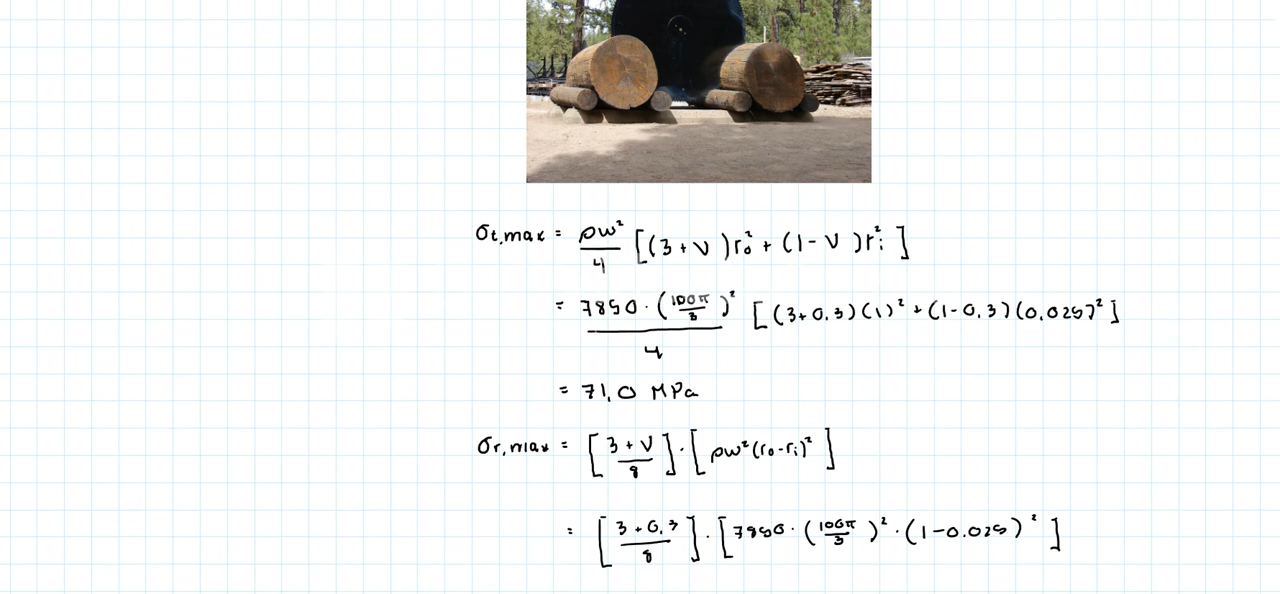 σt,max = ρω²/4 [(3+ν)ro² + (1-ν)ri²]
= 7850·(100π/3)²/4 [(3+0.3)(1)² + (1-0.3)(0.025)²]
= 71.0 MPa
σr,max = [3+ν/8]·[ρω²(ro-ri)²]
= [3+0.3/8]·[7850·(100π/3)²·(1-0.025)²]